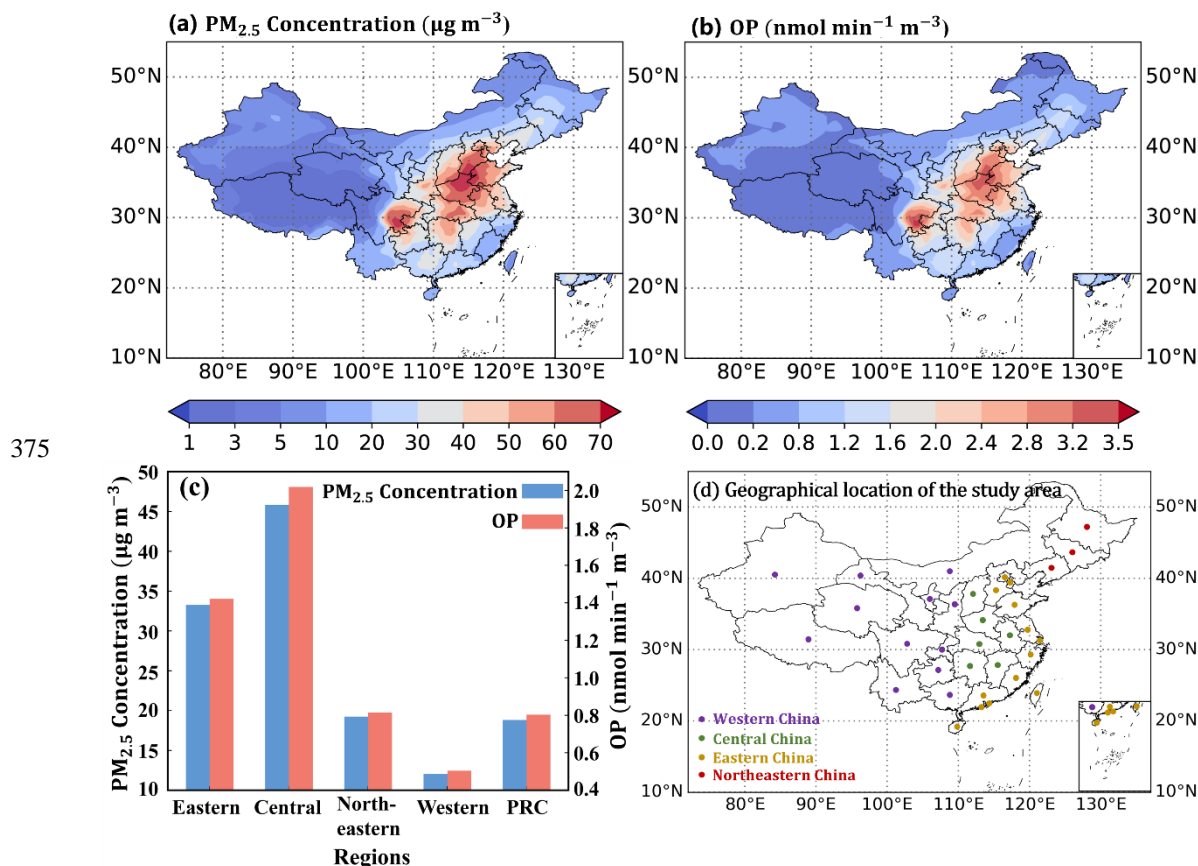 (a) PM₂.₅ Concentration (μg m⁻³)
(b) OP (nmol min⁻¹ m⁻³)
50°N
40°N
30°N
20°N
10°N
50°N
40°N
30°N
20°N
10°N
80°E 90°E 100°E 110°E 120°E 130°E
80°E 90°E 100°E 110°E 120°E 130°E
1 3 5 10 20 30 40 50 60 70
0.0 0.2 0.8 1.2 1.6 2.0 2.4 2.8 3.2 3.5
375
(c)
PM₂.₅ Concentration
OP
PM₂.₅ Concentration (μg m⁻³)
50
45
40
35
30
25
20
15
10
2.0
1.8
1.6
1.4
1.2
1.0
0.8
0.6
0.4
OP (nmol min⁻¹ m⁻³)
Eastern Central North-eastern Western PRC
Regions
(d) Geographical location of the study area
50°N
40°N
30°N
20°N
10°N
50°N
40°N
30°N
20°N
10°N
Western China
Central China
Eastern China
Northeastern China
80°E 90°E 100°E 110°E 120°E 130°E